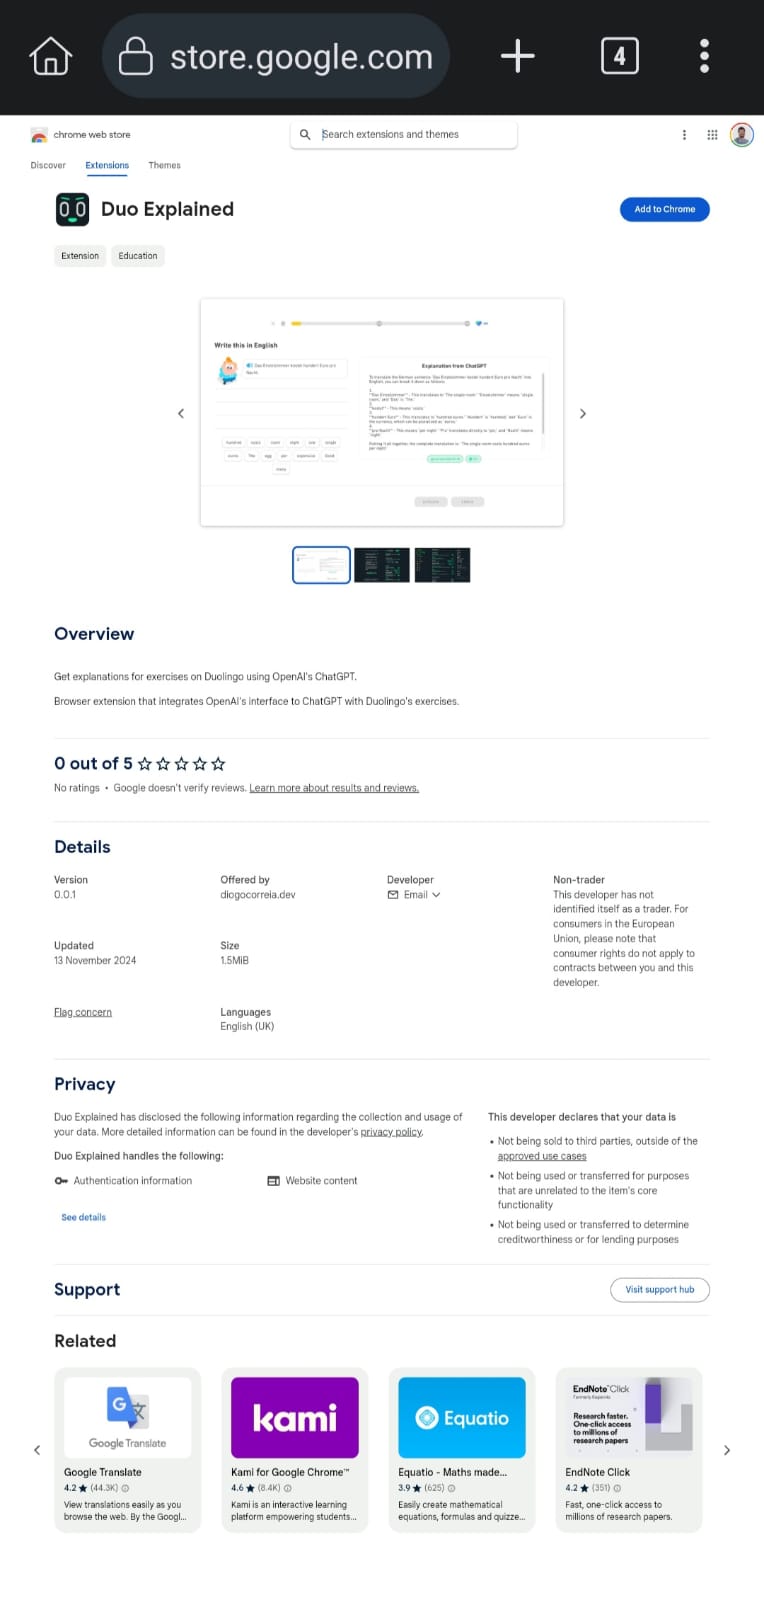 store.google.com
4
chrome web store
Search extensions and themes
Discover
Extensions
Themes
Duo Explained
Add to Chrome
Extension
Education
Write this in English
Explanation from ChatGPT
Overview
Get explanations for exercises on Duolingo using OpenAI's ChatGPT.
Browser extension that integrates OpenAI's interface to ChatGPT with Duolingo's exercises.
0 out of 5
No ratings • Google doesn't verify reviews. Learn more about results and reviews.
Details
Version
0.0.1
Offered by
diogocorreia.dev
Developer
Email
Non-trader
This developer has not
identified itself as a trader. For
consumers in the European
Union, please note that
consumer rights do not apply to
contracts between you and this
developer.
Updated
13 November 2024
Size
1.5MiB
Flag concern
Languages
English (UK)
Privacy
Duo Explained has disclosed the following information regarding the collection and usage of
your data. More detailed information can be found in the developer's privacy policy.
Duo Explained handles the following:
Authentication information
Website content
See details
This developer declares that your data is
• Not being sold to third parties, outside of the
approved use cases
• Not being used or transferred for purposes
that are unrelated to the item's core
functionality
• Not being used or transferred to determine
creditworthiness or for lending purposes
Support
Visit support hub
Related
Google Translate
Google Translate
4.2 ★ (44.3K)
View translations easily as you
browse the web. By the Googl...
kami
Kami for Google Chrome™
4.6 ★ (8.4K)
Kami is an interactive learning
platform empowering students...
Equatio
Equatio - Maths made...
3.9 ★ (625)
Easily create mathematical
equations, formulas and quizze...
EndNote Click
Research faster.
One-click access
to millions of
research papers
EndNote Click
4.2 ★ (351)
Fast, one-click access to
millions of research papers.